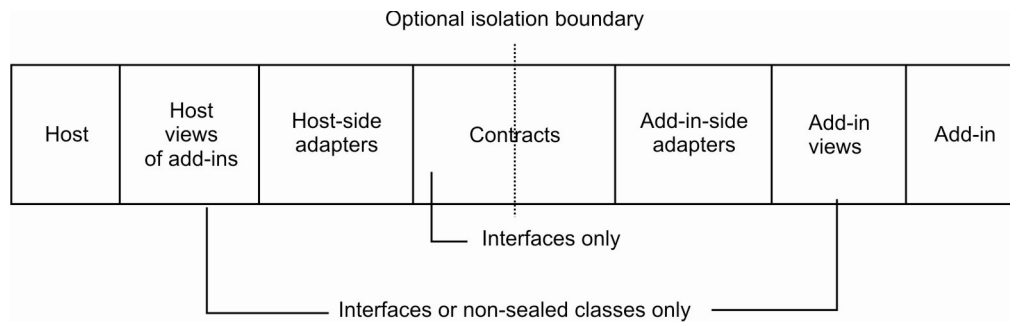 Optional isolation boundary
Host
Host
views
of add-ins
Host-side
adapters
Contracts
Add-in-side
adapters
Add-in
views
Add-in
Interfaces only
Interfaces or non-sealed classes only